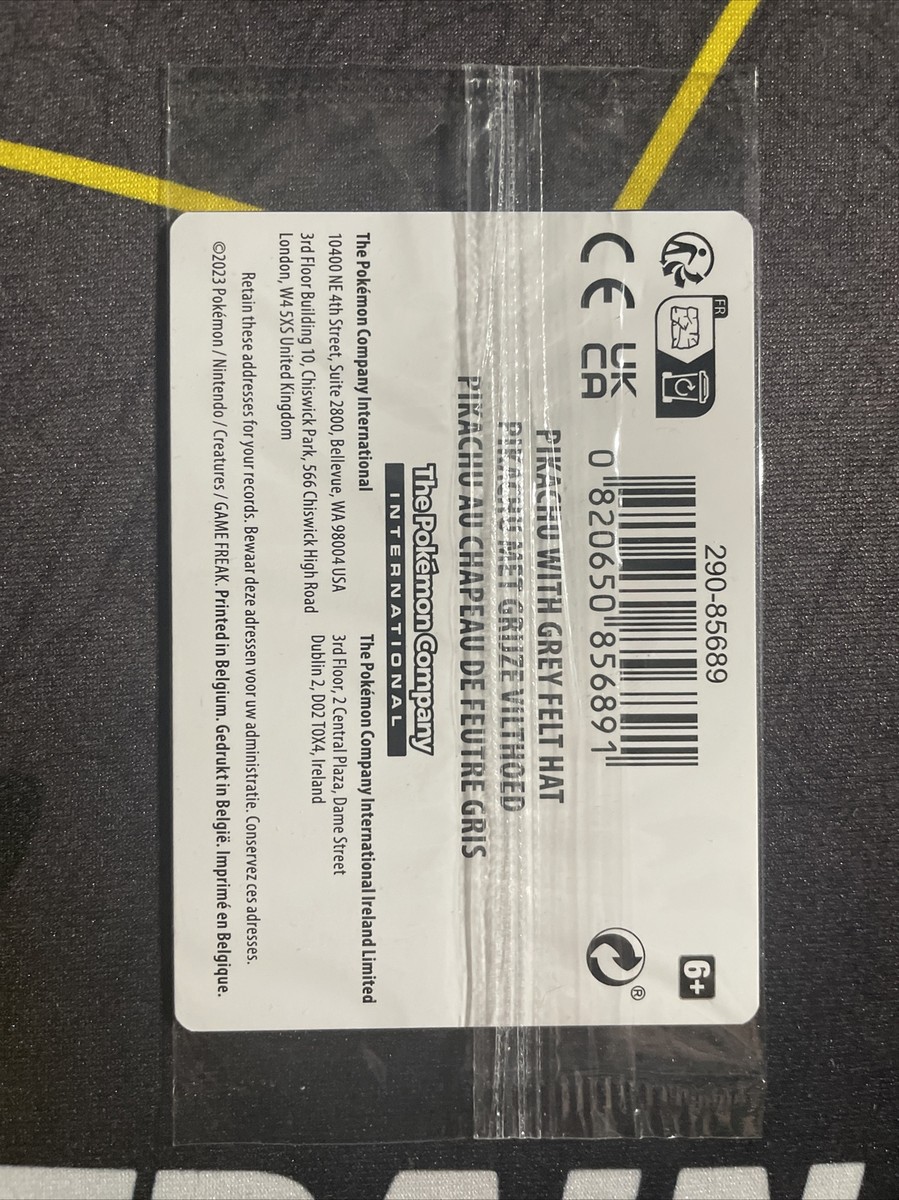 FR
6+
290-85689
UK
CA
0 820650 856891
PIKACHU WITH GREY FELT HAT
PIKACHU MET GRIJZE VILTHOED
PIKACHU AU CHAPEAU DE FEUTRE GRIS
The Pokémon Company
INTERNATIONAL
The Pokémon Company International
10400 NE 4th Street, Suite 2800, Bellevue, WA 98004 USA
3rd Floor Building 10, Chiswick Park, 566 Chiswick High Road
London, W4 5XS United Kingdom
The Pokémon Company International Ireland Limited
3rd Floor, 2 Central Plaza, Dame Street
Dublin 2, D02 T0X4, Ireland
Retain these addresses for your records. Bewaar deze adressen voor uw administratie. Conservez ces adresses.
©2023 Pokémon / Nintendo / Creatures / GAME FREAK. Printed in Belgium. Gedrukt in België. Imprimé en Belgique.